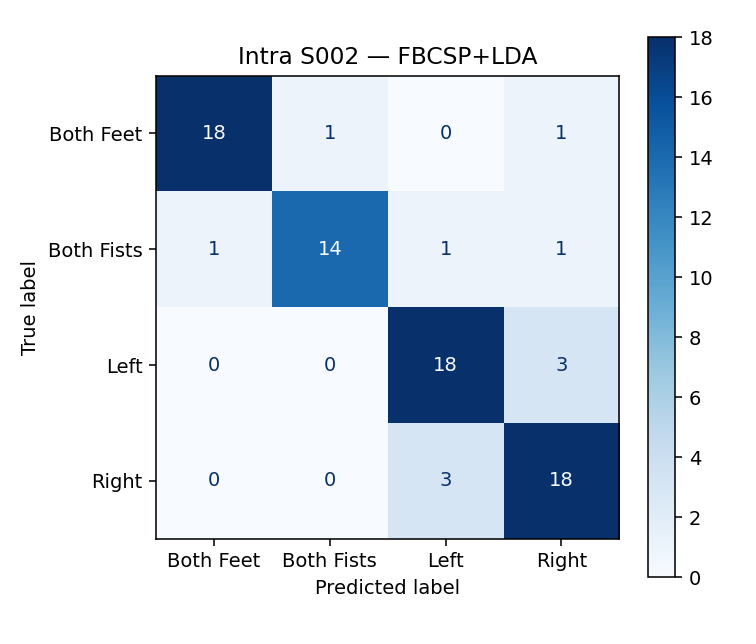 Intra S002 — FBCSP+LDA
True label
Both Feet 18 1 0 1
Both Fists 1 14 1 1
Left 0 0 18 3
Right 0 0 3 18
Both Feet Both Fists Left Right
Predicted label
18
16
14
12
10
8
6
4
2
0